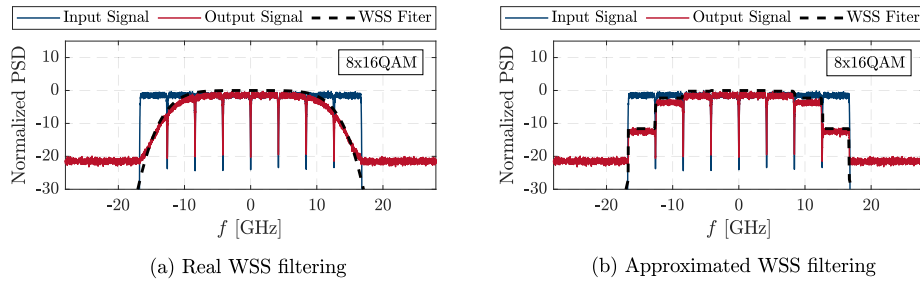 Input Signal Output Signal WSS Fiter
10
0
-10
-20
-30
Normalized PSD
8x16QAM
-20 -10 0 10 20
f [GHz]
(a) Real WSS filtering
Input Signal Output Signal WSS Fiter
10
0
-10
-20
-30
Normalized PSD
8x16QAM
-20 -10 0 10 20
f [GHz]
(b) Approximated WSS filtering